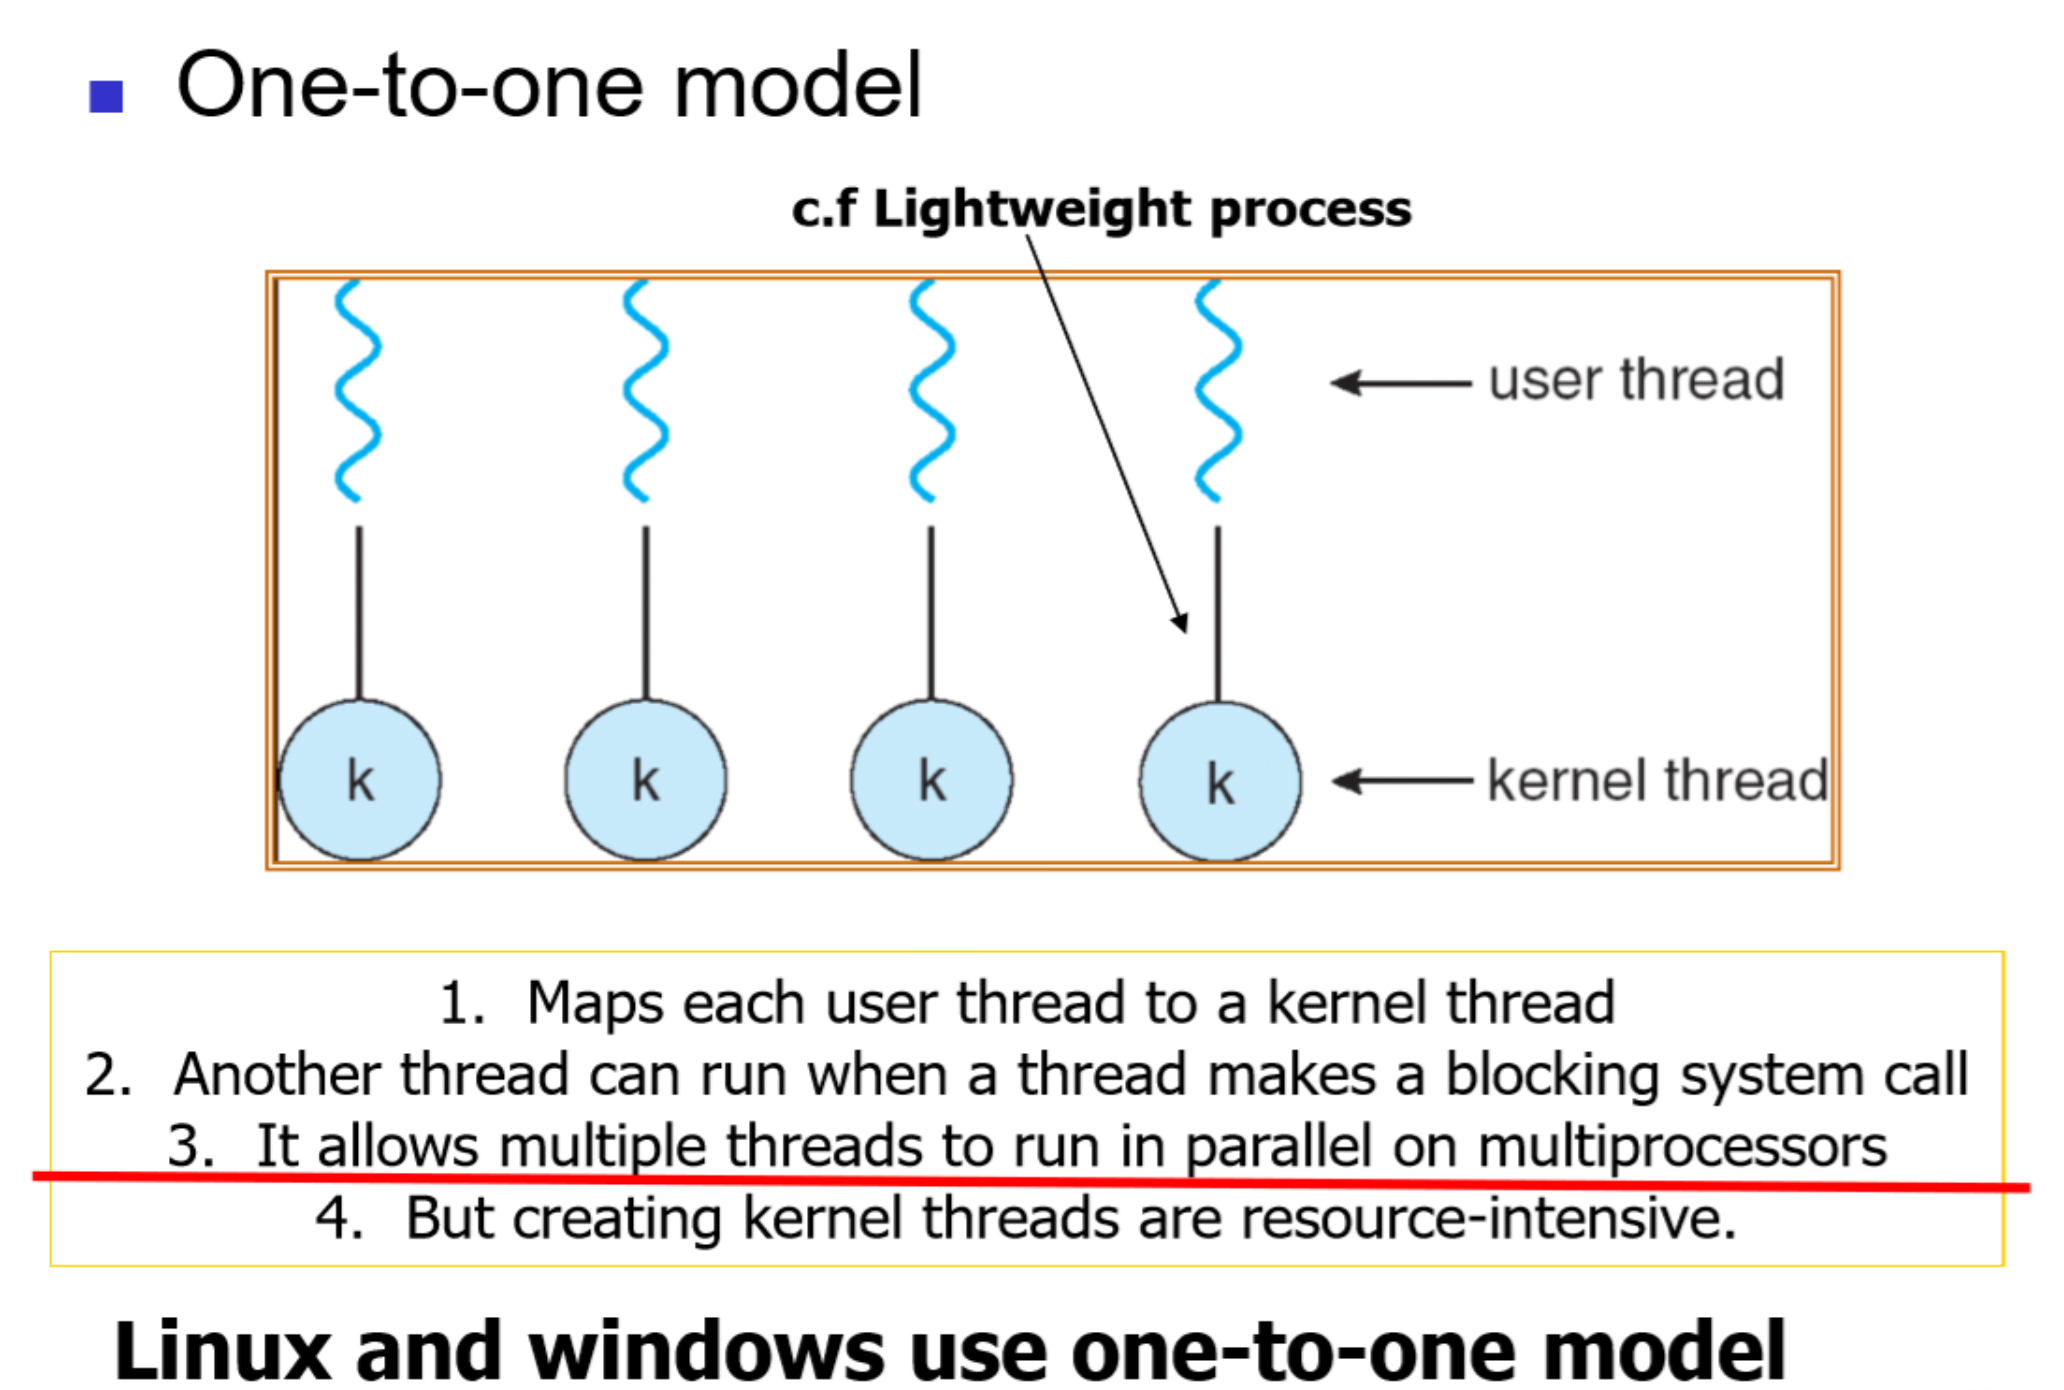 One-to-one model
c.f Lightweight process
user thread
k k k k
kernel thread
1. Maps each user thread to a kernel thread
2. Another thread can run when a thread makes a blocking system call
3. It allows multiple threads to run in parallel on multiprocessors
4. But creating kernel threads are resource-intensive.
Linux and windows use one-to-one model